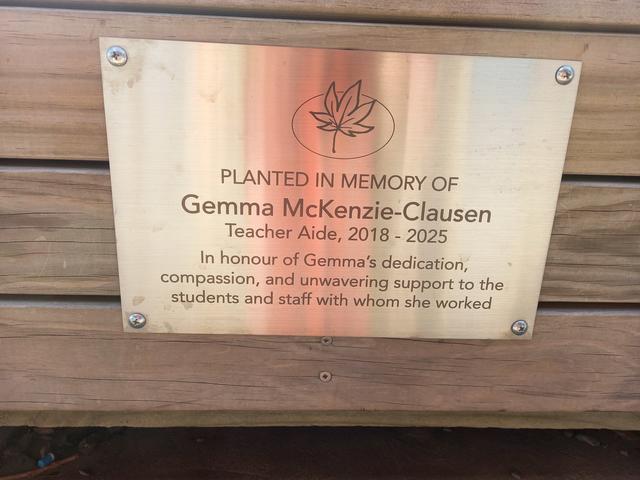 PLANTED IN MEMORY OF
Gemma McKenzie-Clausen
Teacher Aide, 2018 - 2025
In honour of Gemma's dedication,
compassion, and unwavering support to the
students and staff with whom she worked